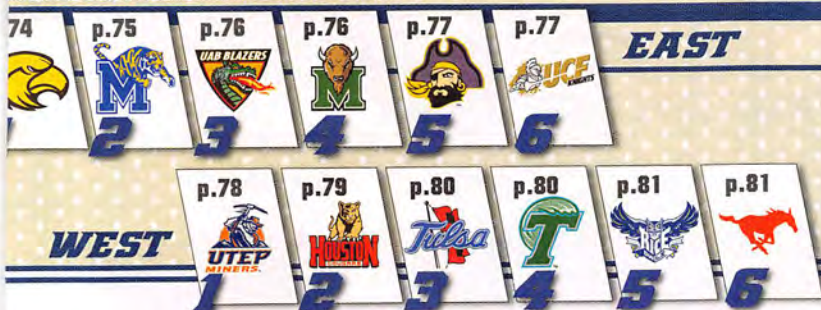 74 p.75 p.76 p.76 p.77 p.77
EAST
M UAB BLAZERS M UCF KNIGHTS
2 3 4 5 6
p.78 p.79 p.80 p.80 p.81 p.81
WEST
UTEP MINERS. HOUSTON COUGARS Tulsa T RICE
1 2 3 4 5 6